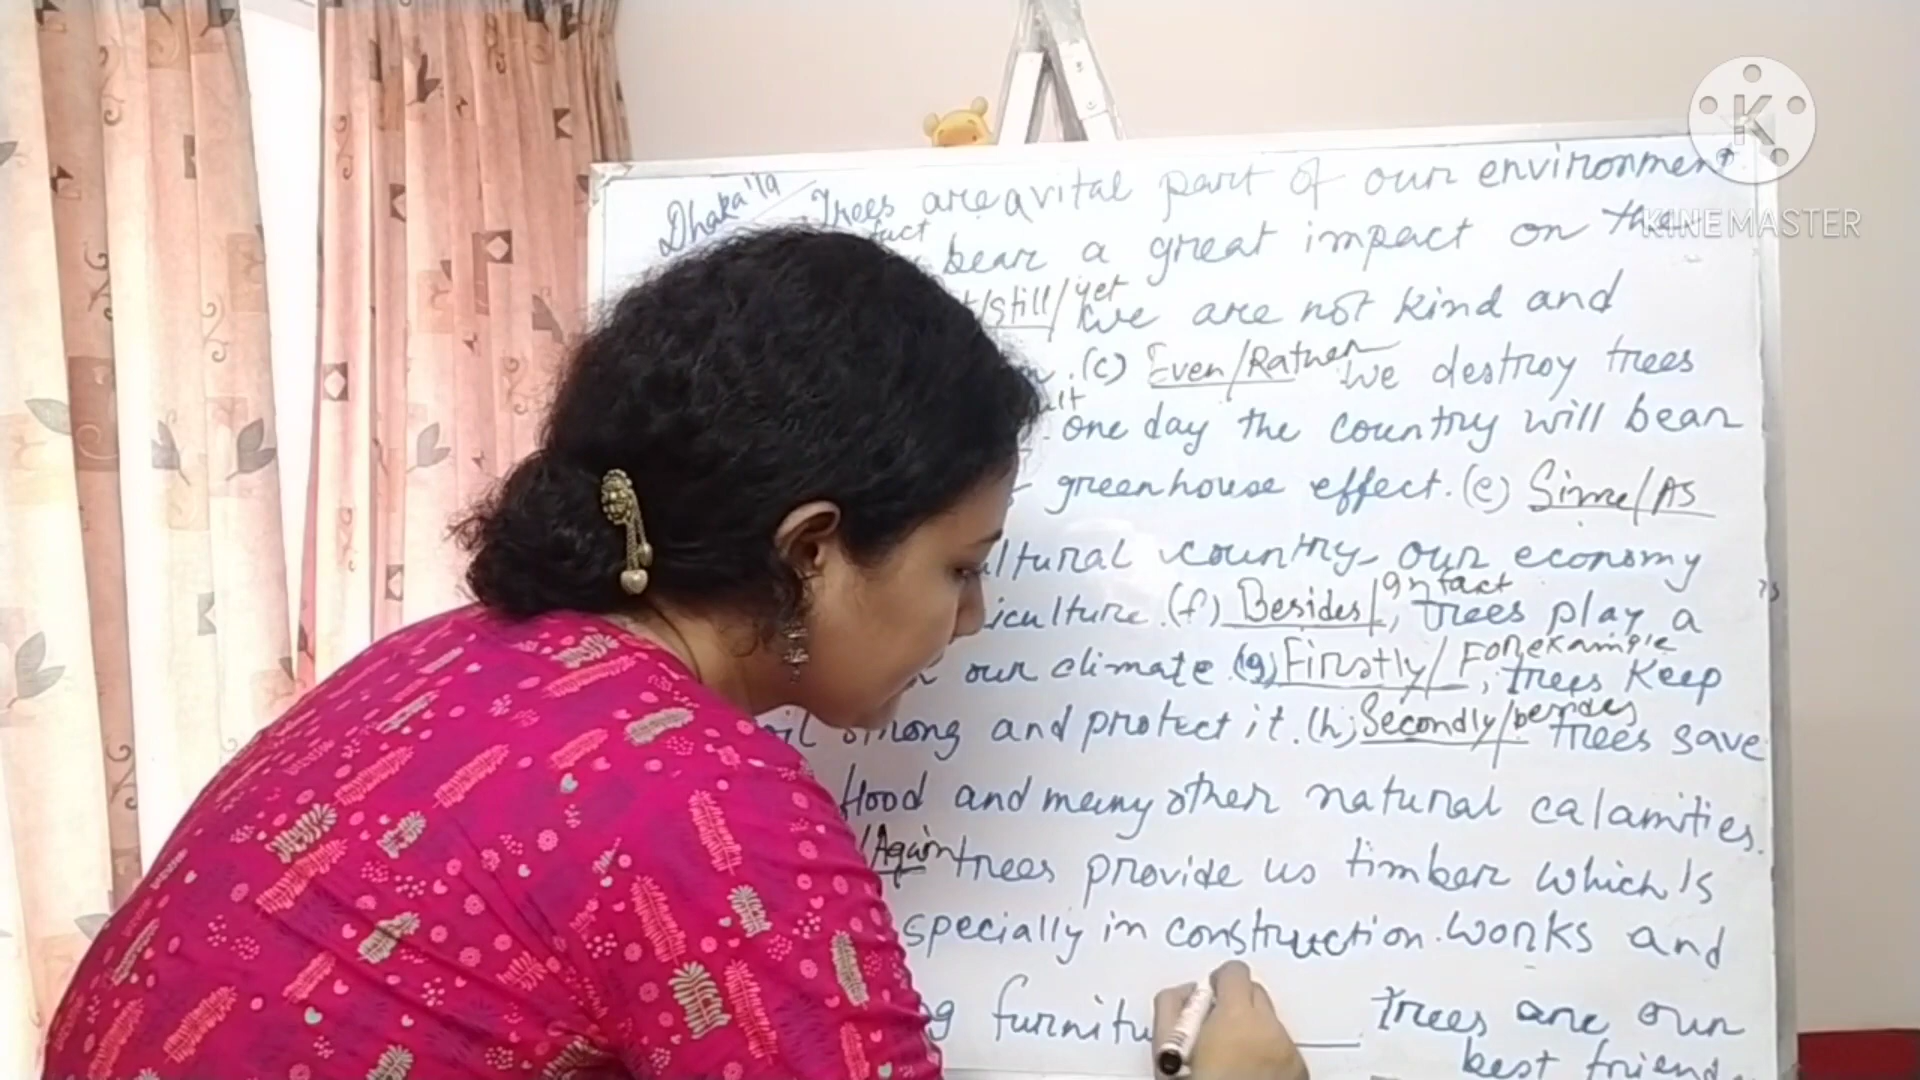 K
KINEMASTER
Dhaka'19 Trees are a vital part of our environment
fact
bear a great impact on the
/still/yet
we are not kind and
(c) Even/Rather we destroy trees
one day the country will bear
greenhouse effect. (e) Since/As
country our economy
In fact
(f) Besides/, trees play a
For example
our climate. (g) Firstly/, trees keep
strong and protect it. (h) Secondly/besides trees save
flood and many other natural calamities.
/Again trees provide us timber which is
specially in construction works and
trees are our
best friend.